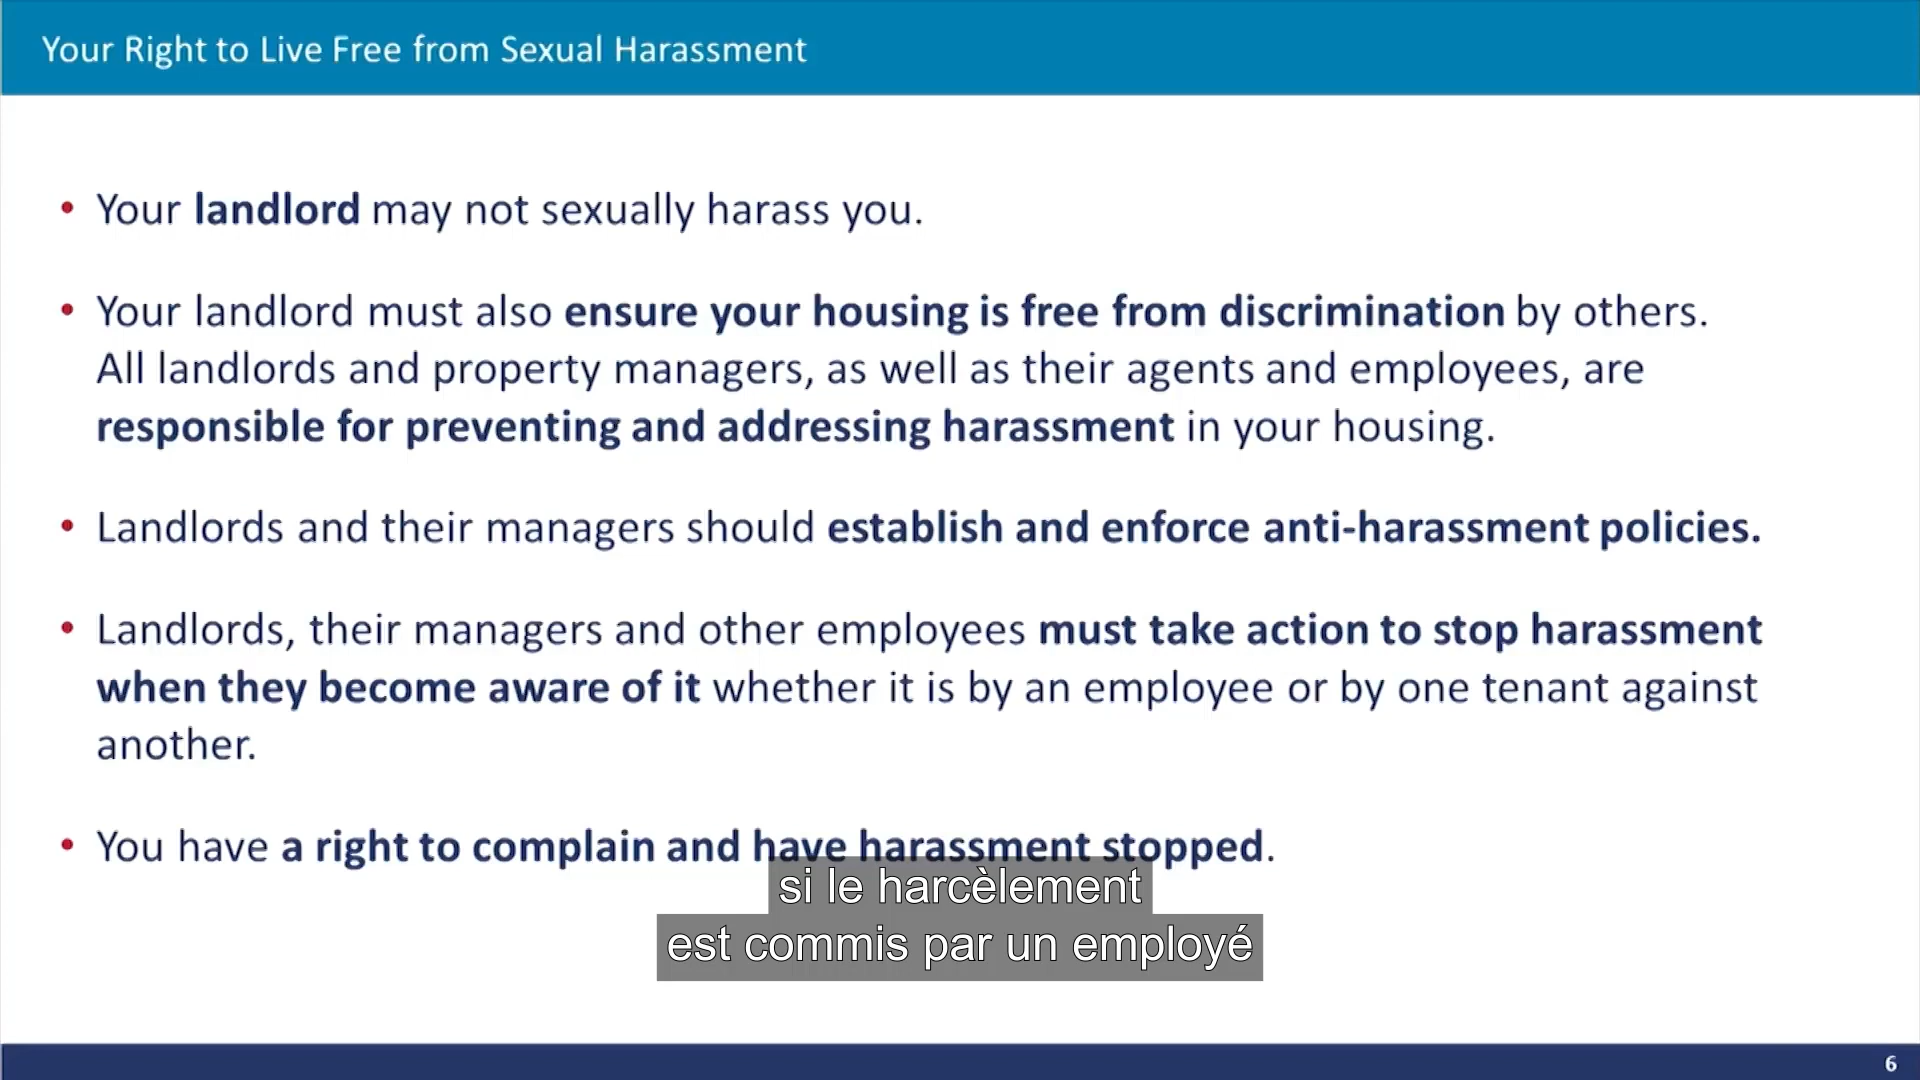 Your Right to Live Free from Sexual Harassment
• Your landlord may not sexually harass you.
• Your landlord must also ensure your housing is free from discrimination by others.
All landlords and property managers, as well as their agents and employees, are
responsible for preventing and addressing harassment in your housing.
• Landlords and their managers should establish and enforce anti-harassment policies.
• Landlords, their managers and other employees must take action to stop harassment
when they become aware of it whether it is by an employee or by one tenant against
another.
• You have a right to complain and have harassment stopped.
si le harcèlement
est commis par un employé
6